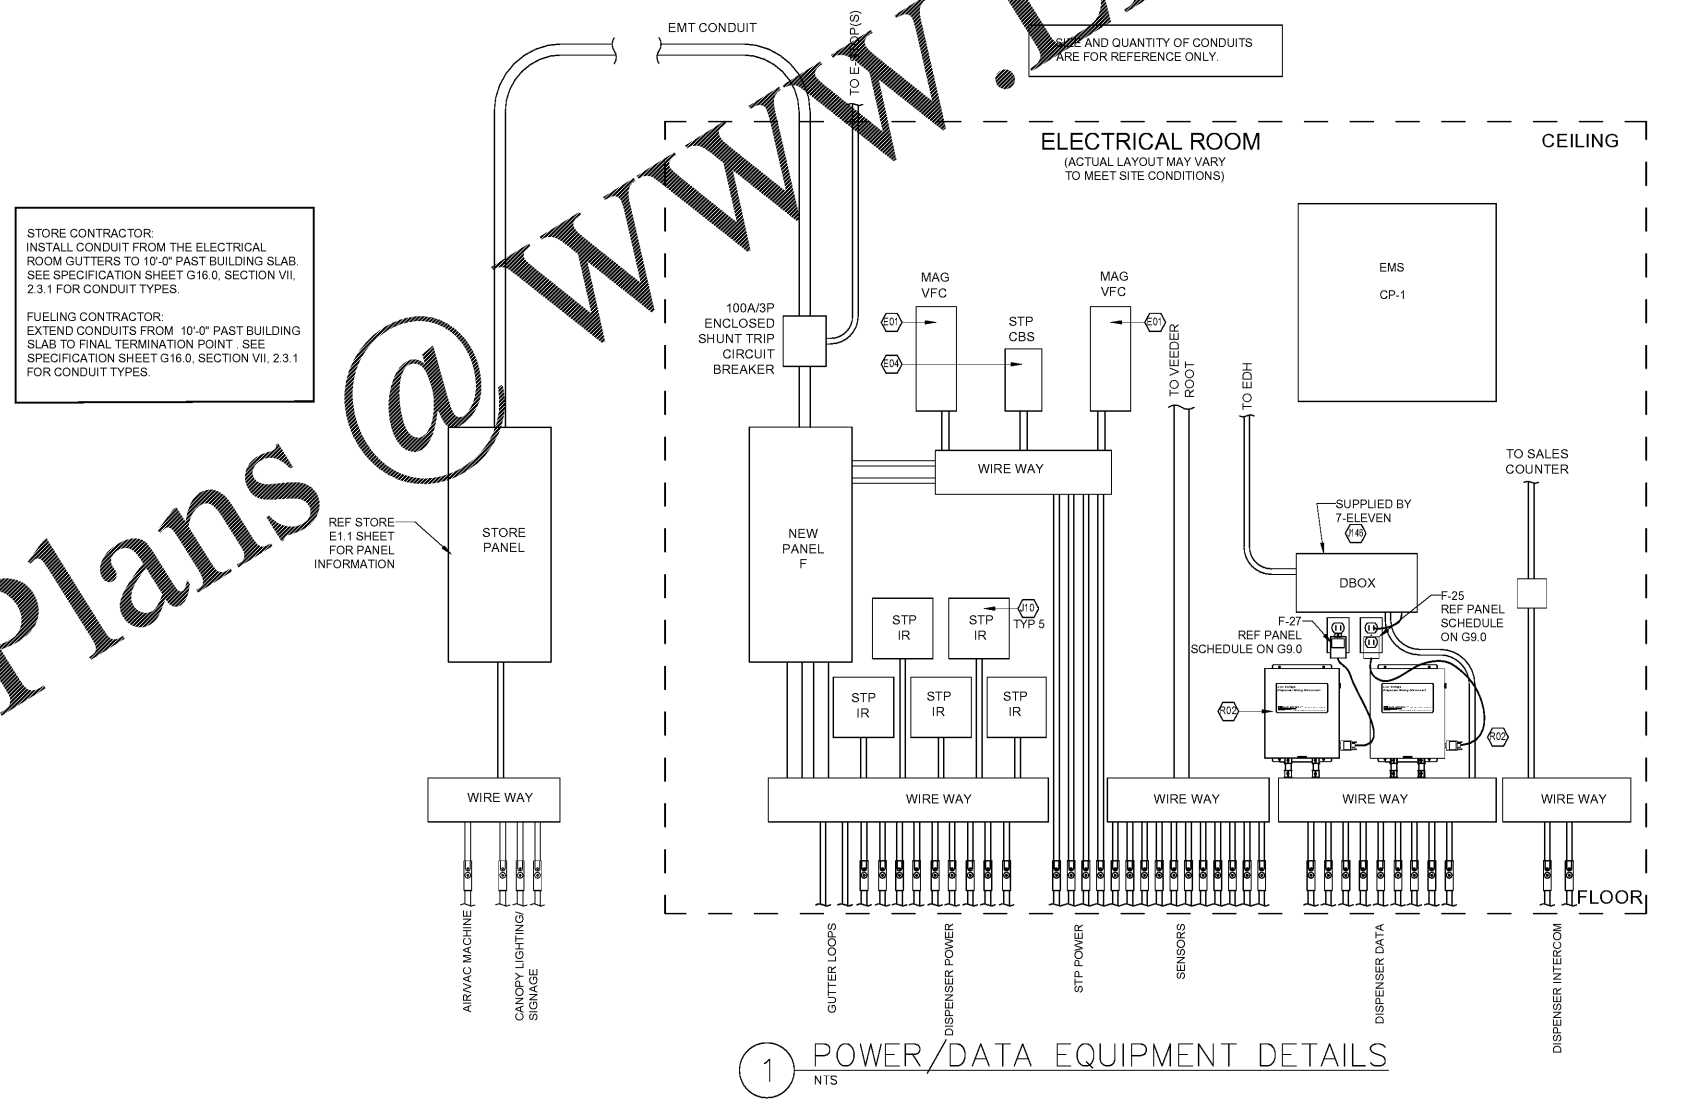 EMT CONDUIT
TO E-STOP(S)
SIZE AND QUANTITY OF CONDUITS
ARE FOR REFERENCE ONLY.
ELECTRICAL ROOM
(ACTUAL LAYOUT MAY VARY
TO MEET SITE CONDITIONS)
CEILING
STORE CONTRACTOR:
INSTALL CONDUIT FROM THE ELECTRICAL
ROOM GUTTERS TO 10'-0" PAST BUILDING SLAB.
SEE SPECIFICATION SHEET G16.0, SECTION VII,
2.3.1 FOR CONDUIT TYPES.
FUELING CONTRACTOR:
EXTEND CONDUITS FROM 10'-0" PAST BUILDING
SLAB TO FINAL TERMINATION POINT . SEE
SPECIFICATION SHEET G16.0, SECTION VII, 2.3.1
FOR CONDUIT TYPES.
Plans @ www.
100A/3P
ENCLOSED
SHUNT TRIP
CIRCUIT
BREAKER
MAG
VFC
E01
STP
CBS
E04
MAG
VFC
E01
TO VEEDER
ROOT
TO EDH
EMS
CP-1
WIRE WAY
TO SALES
COUNTER
SUPPLIED BY
7-ELEVEN
J146
DBOX
REF STORE
E1.1 SHEET
FOR PANEL
INFORMATION
STORE
PANEL
NEW
PANEL
F
STP
IR
STP
IR
J10
TYP 5
F-27
REF PANEL
SCHEDULE ON G9.0
F-25
REF PANEL
SCHEDULE
ON G9.0
STP
IR
STP
IR
STP
IR
R02
R02
WIRE WAY
WIRE WAY
WIRE WAY
WIRE WAY
WIRE WAY
FLOOR
AIR/VAC MACHINE
CANOPY LIGHTING/
SIGNAGE
GUTTER LOOPS
DISPENSER POWER
STP POWER
SENSORS
DISPENSER DATA
DISPENSER INTERCOM
1
POWER/DATA EQUIPMENT DETAILS
NTS